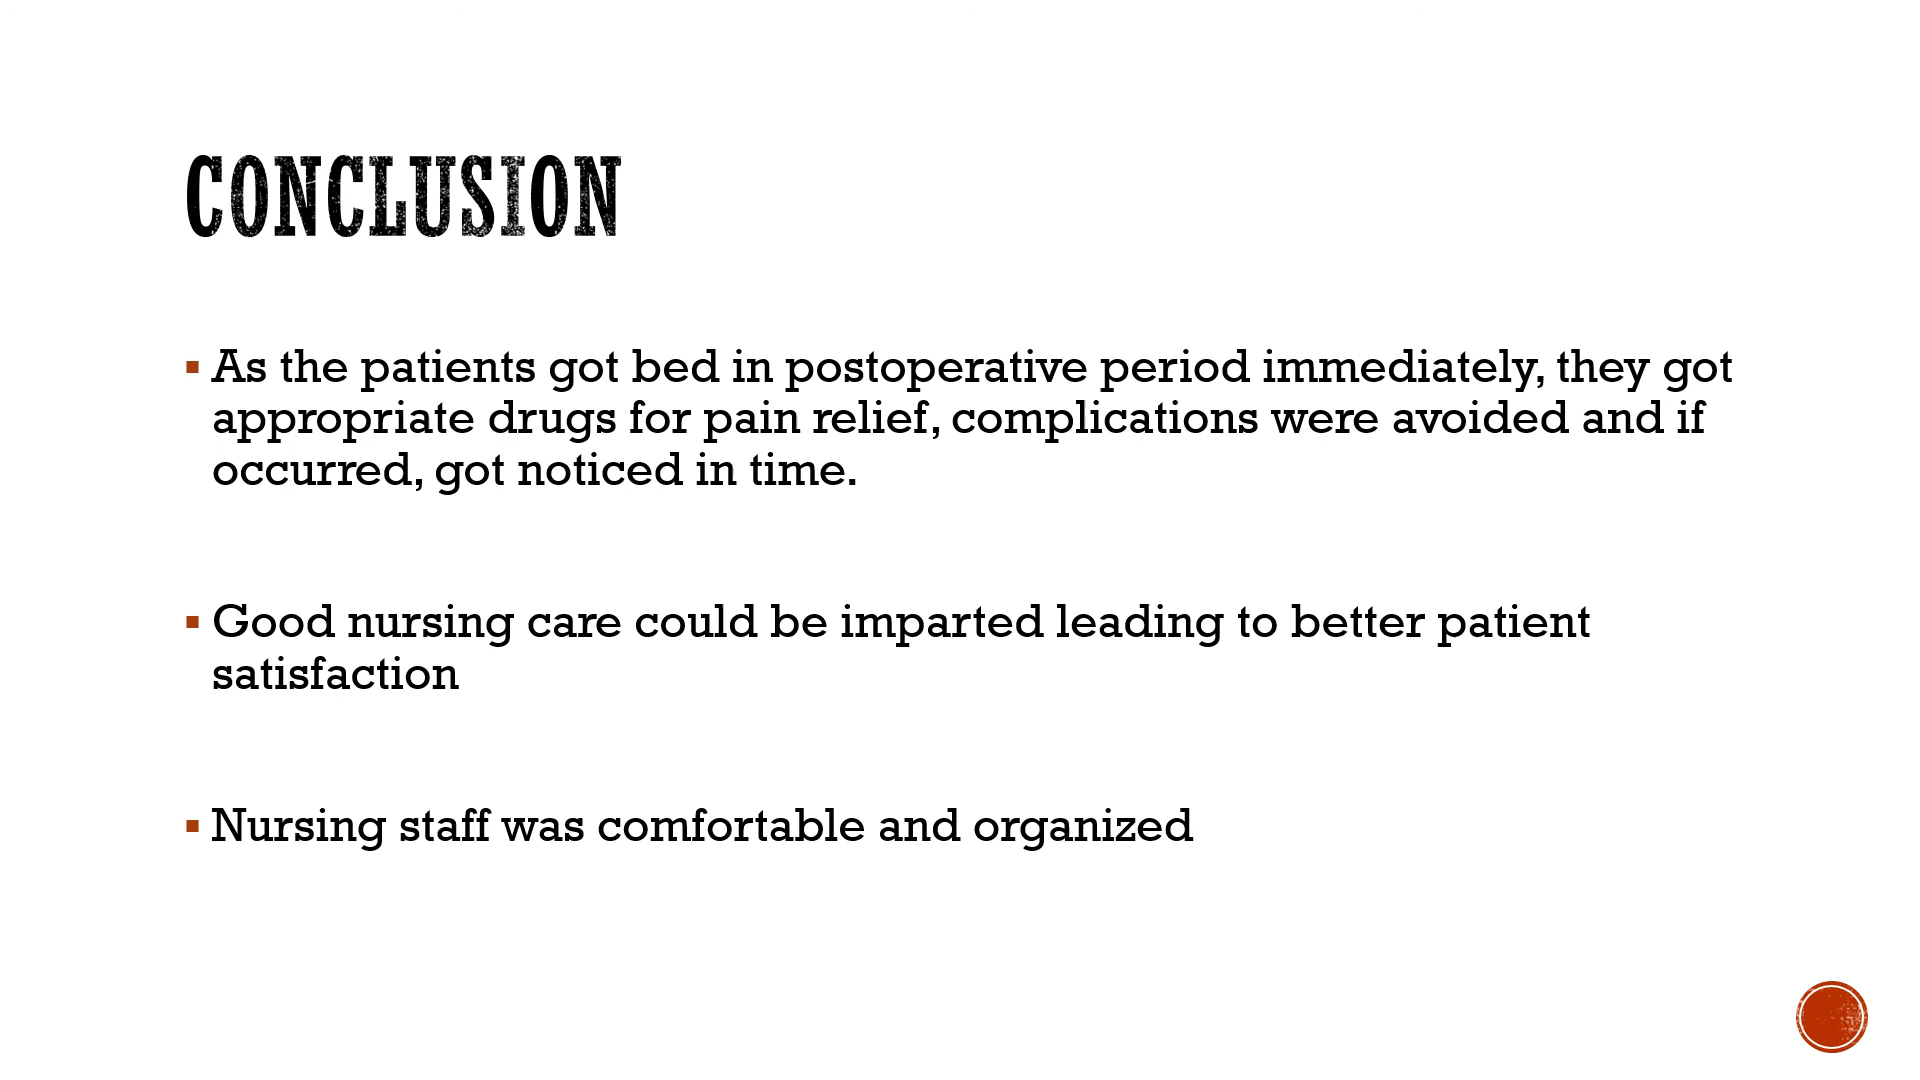 CONCLUSION
▪ As the patients got bed in postoperative period immediately, they got
appropriate drugs for pain relief, complications were avoided and if
occurred, got noticed in time.
▪ Good nursing care could be imparted leading to better patient
satisfaction
▪ Nursing staff was comfortable and organized